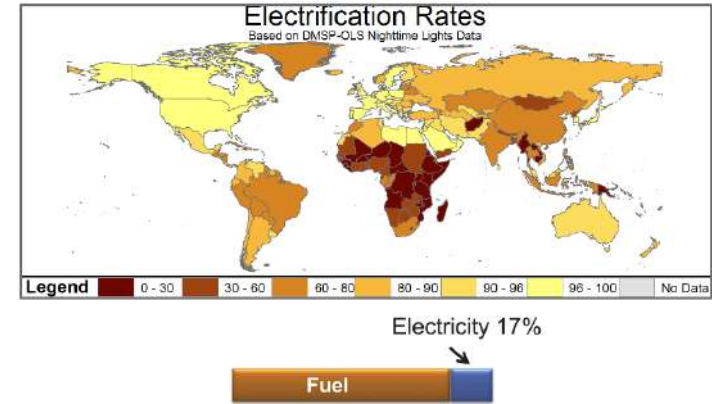 Electrification Rates
Based on DMSP-OLS Nighttime Lights Data
Legend 0 - 30 30 - 60 60 - 80 80 - 90 90 - 96 96 - 100 No Data
Electricity 17%
Fuel